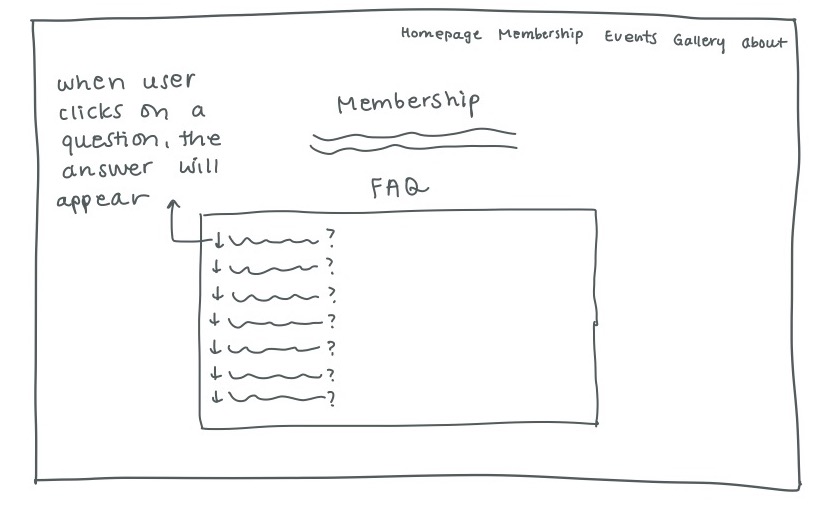 Homepage Membership Events Gallery about
when user
clicks on a
question, the
answer will
appear
Membership
FAQ
?
?
?
?
?
?
?